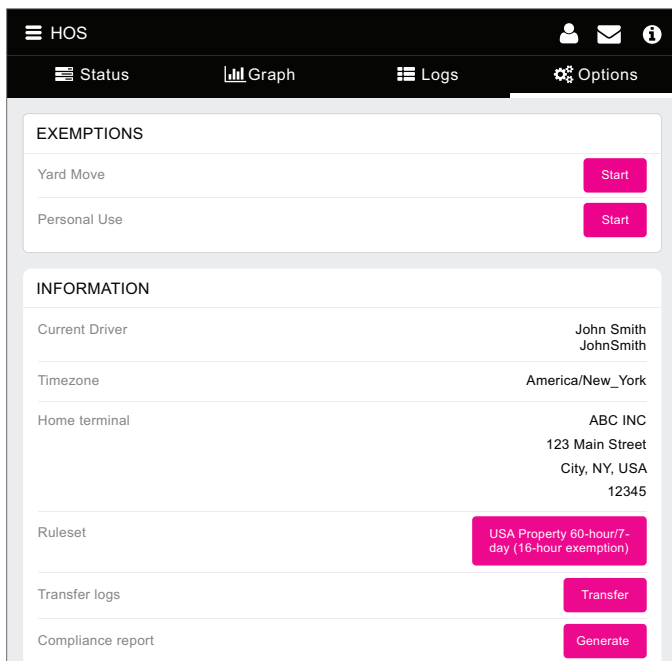 HOS
Status Graph Logs Options
EXEMPTIONS
Yard Move Start
Personal Use Start
INFORMATION
Current Driver John Smith
JohnSmith
Timezone America/New_York
Home terminal ABC INC
123 Main Street
City, NY, USA
12345
Ruleset USA Property 60-hour/7-
day (16-hour exemption)
Transfer logs Transfer
Compliance report Generate